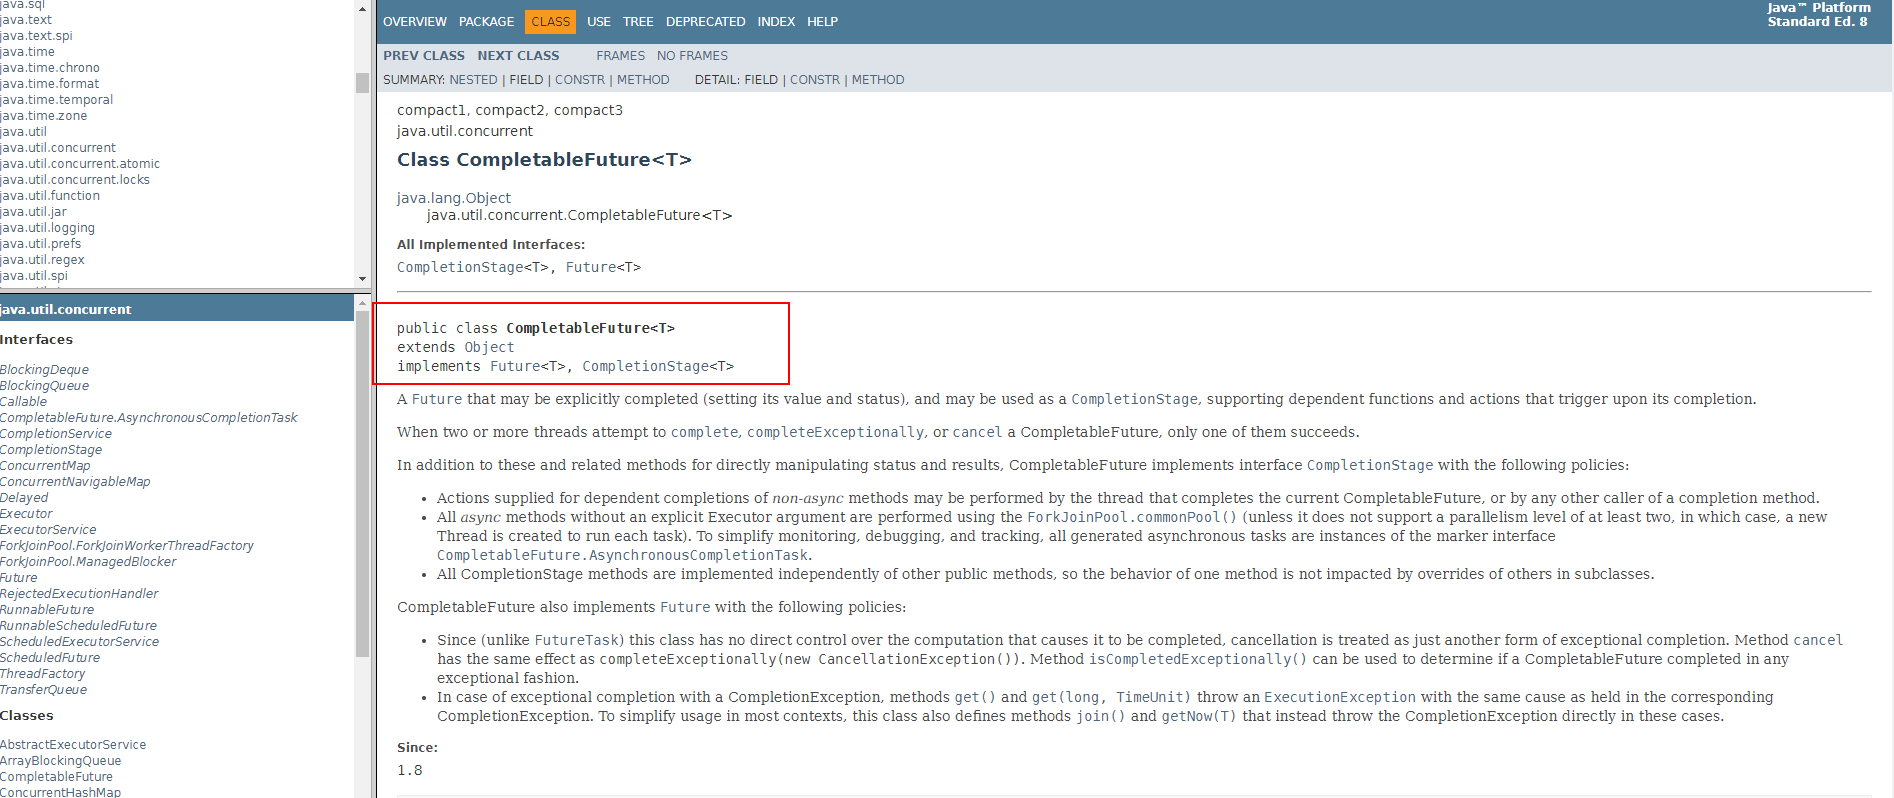 java.sql
java.text
java.text.spi
java.time
java.time.chrono
java.time.format
java.time.temporal
java.time.zone
java.util
java.util.concurrent
java.util.concurrent.atomic
java.util.concurrent.locks
java.util.function
java.util.jar
java.util.logging
java.util.prefs
java.util.regex
java.util.spi
java.util.concurrent
Interfaces
BlockingDeque
BlockingQueue
Callable
CompletableFuture.AsynchronousCompletionTask
CompletionService
CompletionStage
ConcurrentMap
ConcurrentNavigableMap
Delayed
Executor
ExecutorService
ForkJoinPool.ForkJoinWorkerThreadFactory
ForkJoinPool.ManagedBlocker
Future
RejectedExecutionHandler
RunnableFuture
RunnableScheduledFuture
ScheduledExecutorService
ScheduledFuture
ThreadFactory
TransferQueue
Classes
AbstractExecutorService
ArrayBlockingQueue
CompletableFuture
ConcurrentHashMap
OVERVIEW PACKAGE CLASS USE TREE DEPRECATED INDEX HELP
Java™ Platform
Standard Ed. 8
PREV CLASS NEXT CLASS FRAMES NO FRAMES
SUMMARY: NESTED | FIELD | CONSTR | METHOD DETAIL: FIELD | CONSTR | METHOD
compact1, compact2, compact3
java.util.concurrent
Class CompletableFuture<T>
java.lang.Object
java.util.concurrent.CompletableFuture<T>
All Implemented Interfaces:
CompletionStage<T>, Future<T>
public class CompletableFuture<T>
extends Object
implements Future<T>, CompletionStage<T>
A Future that may be explicitly completed (setting its value and status), and may be used as a CompletionStage, supporting dependent functions and actions that trigger upon its completion.
When two or more threads attempt to complete, completeExceptionally, or cancel a CompletableFuture, only one of them succeeds.
In addition to these and related methods for directly manipulating status and results, CompletableFuture implements interface CompletionStage with the following policies:
• Actions supplied for dependent completions of non-async methods may be performed by the thread that completes the current CompletableFuture, or by any other caller of a completion method.
• All async methods without an explicit Executor argument are performed using the ForkJoinPool.commonPool() (unless it does not support a parallelism level of at least two, in which case, a new
Thread is created to run each task). To simplify monitoring, debugging, and tracking, all generated asynchronous tasks are instances of the marker interface
CompletableFuture.AsynchronousCompletionTask.
• All CompletionStage methods are implemented independently of other public methods, so the behavior of one method is not impacted by overrides of others in subclasses.
CompletableFuture also implements Future with the following policies:
• Since (unlike FutureTask) this class has no direct control over the computation that causes it to be completed, cancellation is treated as just another form of exceptional completion. Method cancel
has the same effect as completeExceptionally(new CancellationException()). Method isCompletedExceptionally() can be used to determine if a CompletableFuture completed in any
exceptional fashion.
• In case of exceptional completion with a CompletionException, methods get() and get(long, TimeUnit) throw an ExecutionException with the same cause as held in the corresponding
CompletionException. To simplify usage in most contexts, this class also defines methods join() and getNow(T) that instead throw the CompletionException directly in these cases.
Since:
1.8